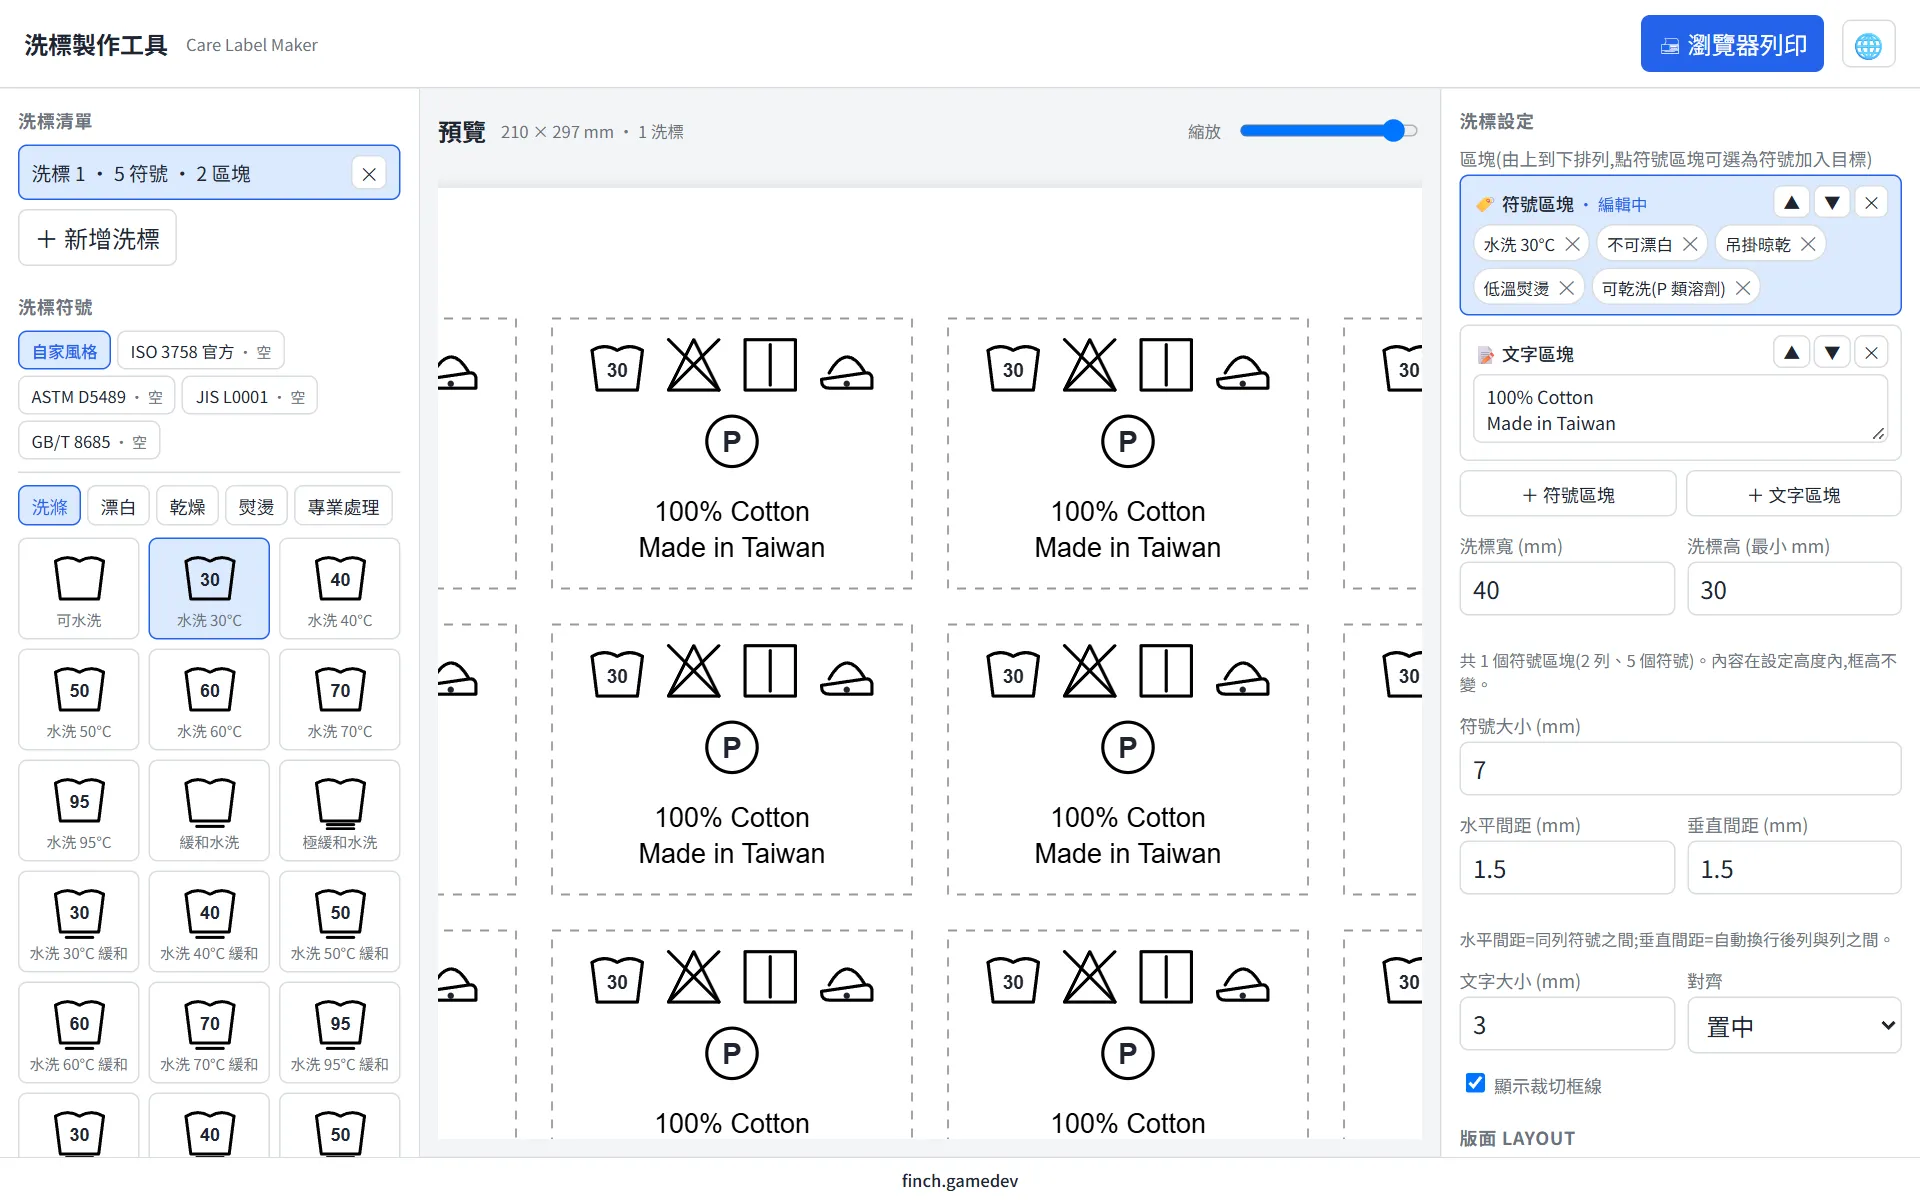 洗標製作工具 Care Label Maker
瀏覽器列印
洗標清單
洗標 1 · 5 符號 · 2 區塊
＋ 新增洗標
洗標符號
自家風格
ISO 3758 官方 · 空
ASTM D5489 · 空
JIS L0001 · 空
GB/T 8685 · 空
洗滌 漂白 乾燥 熨燙 專業處理
可水洗
30
水洗 30°C
40
水洗 40°C
50
水洗 50°C
60
水洗 60°C
70
水洗 70°C
95
水洗 95°C
緩和水洗
極緩和水洗
30
水洗 30°C 緩和
40
水洗 40°C 緩和
50
水洗 50°C 緩和
60
水洗 60°C 緩和
70
水洗 70°C 緩和
95
水洗 95°C 緩和
30
40
50
預覽 210 × 297 mm · 1 洗標
縮放
30 30 30
P P
100% Cotton 100% Cotton
Made in Taiwan Made in Taiwan
30 30 30
P P
100% Cotton 100% Cotton
Made in Taiwan Made in Taiwan
30 30 30
P P
100% Cotton 100% Cotton
洗標設定
區塊(由上到下排列,點符號區塊可選為符號加入目標)
符號區塊 · 編輯中 ▲ ▼ ✕
水洗 30°C ✕ 不可漂白 ✕ 吊掛晾乾 ✕
低溫熨燙 ✕ 可乾洗(P 類溶劑) ✕
文字區塊 ▲ ▼ ✕
100% Cotton
Made in Taiwan
＋ 符號區塊 ＋ 文字區塊
洗標寬 (mm) 洗標高 (最小 mm)
40 30
共 1 個符號區塊(2 列、5 個符號)。內容在設定高度內,框高不
變。
符號大小 (mm)
7
水平間距 (mm) 垂直間距 (mm)
1.5 1.5
水平間距=同列符號之間;垂直間距=自動換行後列與列之間。
文字大小 (mm) 對齊
3 置中
顯示裁切框線
版面 LAYOUT
finch.gamedev